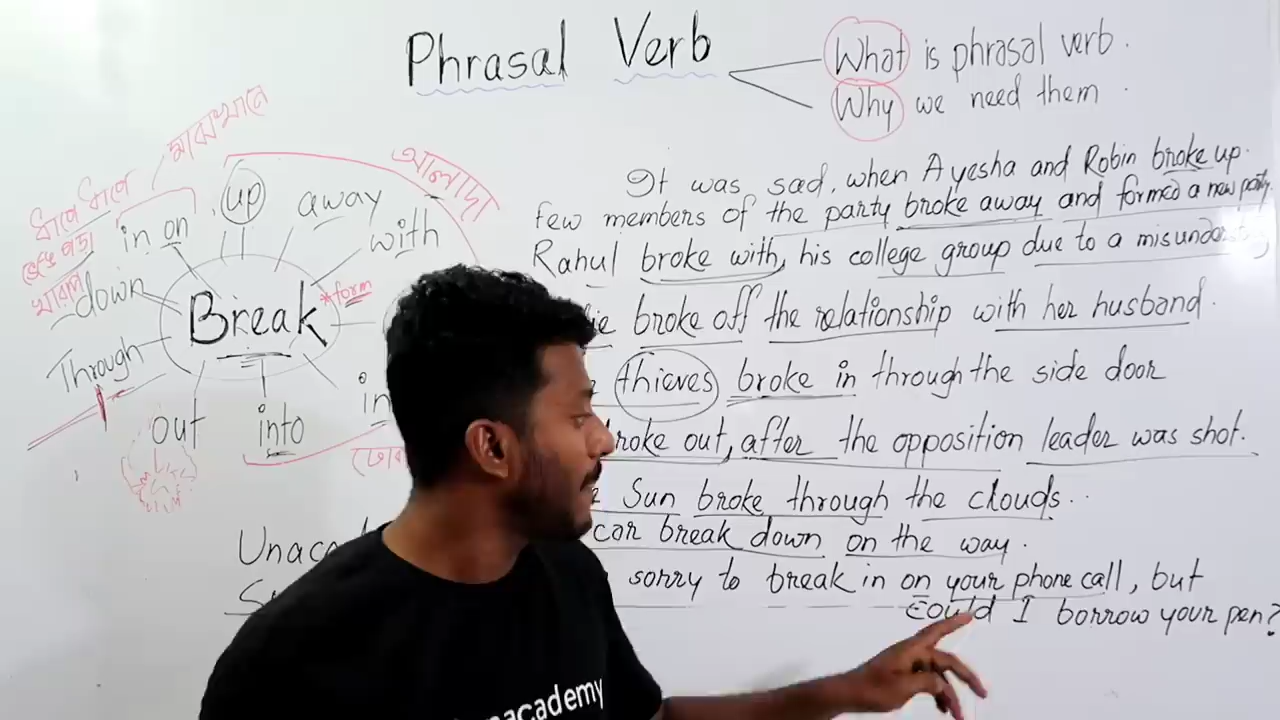 Phrasal Verb
What is phrasal verb.
Why we need them.
মাঝখানে
আলাদা
ধাপে ধাপে
খারাপ
up
away
in on
with
down
Break
*form
Through
out
into
in
It was sad, when Ayesha and Robin broke up.
few members of the party broke away and formed a new party.
Rahul broke with, his college group due to a
broke off the relationship with her husband.
thieves broke in through the side door
broke out, after the opposition leader was shot.
Sun broke through the clouds..
car break down on the way.
sorry to break in on your phone call, but
could I borrow your pen?